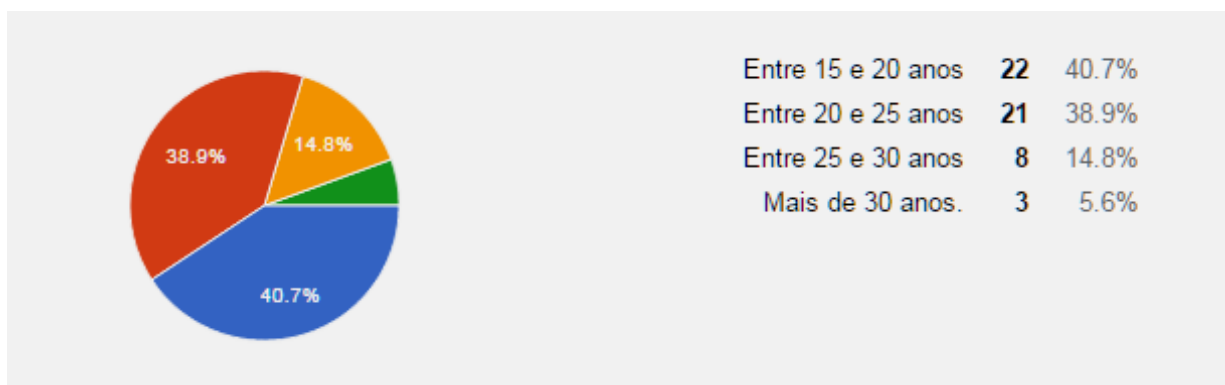 38.9%
14.8%
40.7%
Entre 15 e 20 anos 22 40.7%
Entre 20 e 25 anos 21 38.9%
Entre 25 e 30 anos 8 14.8%
Mais de 30 anos. 3 5.6%